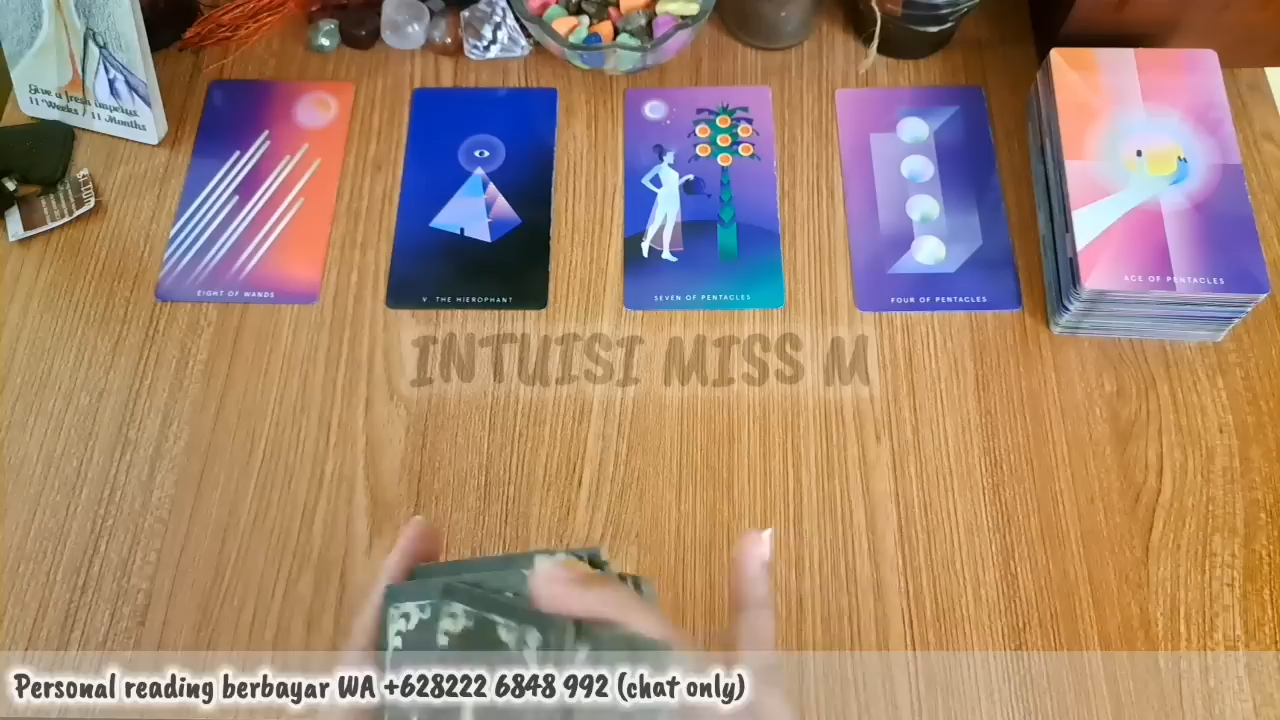 Give a fresh impetus
11 Weeks / 11 Months
EIGHT OF WANDS
V. THE HIEROPHANT
SEVEN OF PENTACLES
FOUR OF PENTACLES
ACE OF PENTACLES
INTUISI MISS M
Personal reading berbayar WA +628222 6848 992 (chat only)